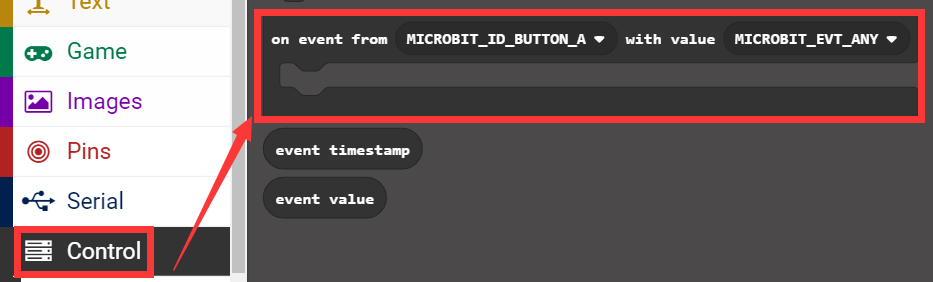 Text
Game
Images
Pins
Serial
Control
on event from MICROBIT_ID_BUTTON_A with value MICROBIT_EVT_ANY
event timestamp
event value